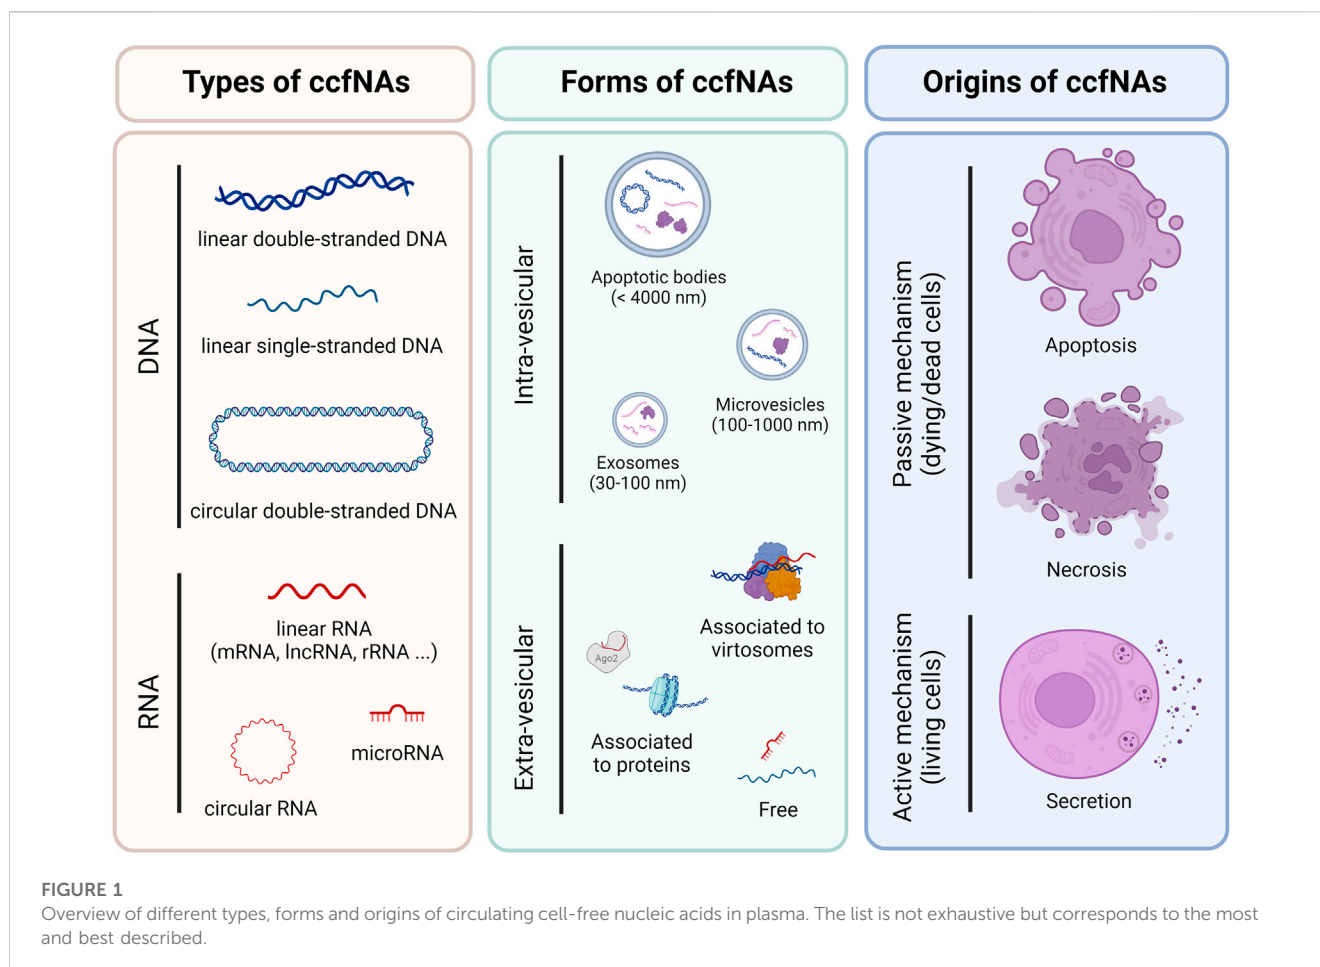 Types of ccfNAs
DNA
linear double-stranded DNA
linear single-stranded DNA
circular double-stranded DNA
RNA
linear RNA
(mRNA, lncRNA, rRNA ...)
microRNA
circular RNA
Forms of ccfNAs
Intra-vesicular
Apoptotic bodies
(< 4000 nm)
Microvesicles
(100-1000 nm)
Exosomes
(30-100 nm)
Extra-vesicular
Associated to
virtosomes
Ago2
Associated
to proteins
Free
Origins of ccfNAs
Passive mechanism
(dying/dead cells)
Apoptosis
Necrosis
Active mechanism
(living cells)
Secretion
FIGURE 1
Overview of different types, forms and origins of circulating cell-free nucleic acids in plasma. The list is not exhaustive but corresponds to the most
and best described.